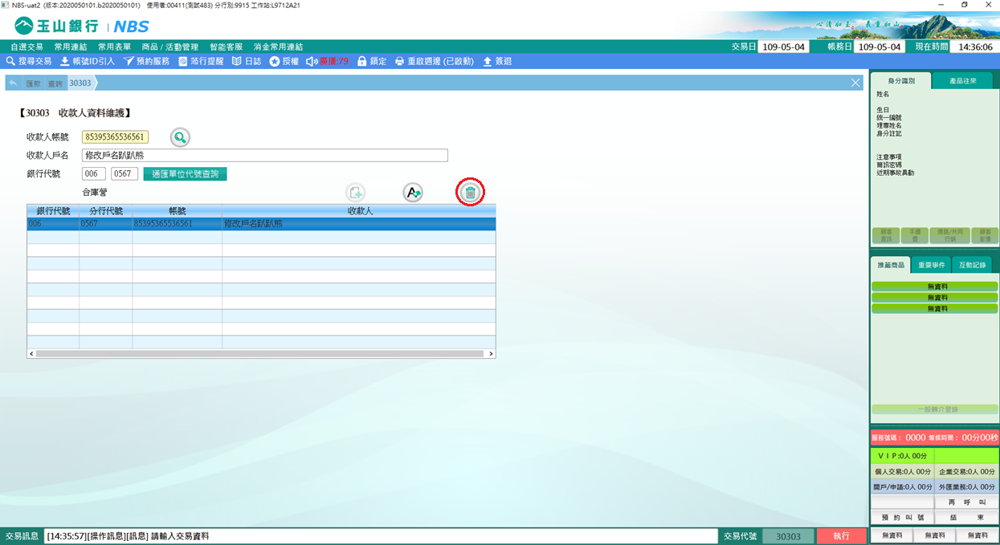 NBS-uat2 (版本:2020050101.b2020050101) 使用者:00411(測試483) 分行別:9915 工作站:L9712A21
玉山銀行 NBS
心清如玉。義重如山。
自選交易 常用連結 常用表單 商品 / 活動管理 智能客服 消金常用連結
交易日 109-05-04 帳務日 109-05-04 現在時間 14:36:06
搜尋交易 帳號ID引入 預約服務 蒞行提醒 日誌 授權 廣播:79 鎖定 重啟週邊 (已啟動) 簽退
匯款 查詢 30303
【30303 收款人資料維護】
收款人帳號 85395365536561
收款人戶名 修改戶名趴趴熊
銀行代號 006 0567 通匯單位代號查詢
合庫營
銀行代號 分行代號 帳號 收款人
006 0567 85395365536561 修改戶名趴趴熊
身分識別 產品往來
姓名
生日
統一編號
理專姓名
身分註記
注意事項
簡訊密碼
近期事故異動
顧客資訊 手續費 通路/共同行銷 顧客影像
推薦商品 重要事件 互動記錄
無資料
無資料
無資料
一般轉介登錄
服務號碼: 0000 等候時間: 00分00秒
VIP:0人 00分
個人交易:0人 00分 企業交易:0人 00分
開戶/申請:0人 00分 外匯業務:0人 00分
再 呼 叫
預 約 叫 號 結 束
交易訊息 [14:35:57][操作訊息][訊息] 請輸入交易資料 交易代號 30303 執行
無資料 無資料 無資料